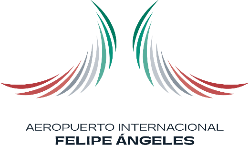 AEROPUERTO INTERNACIONAL
FELIPE ÁNGELES